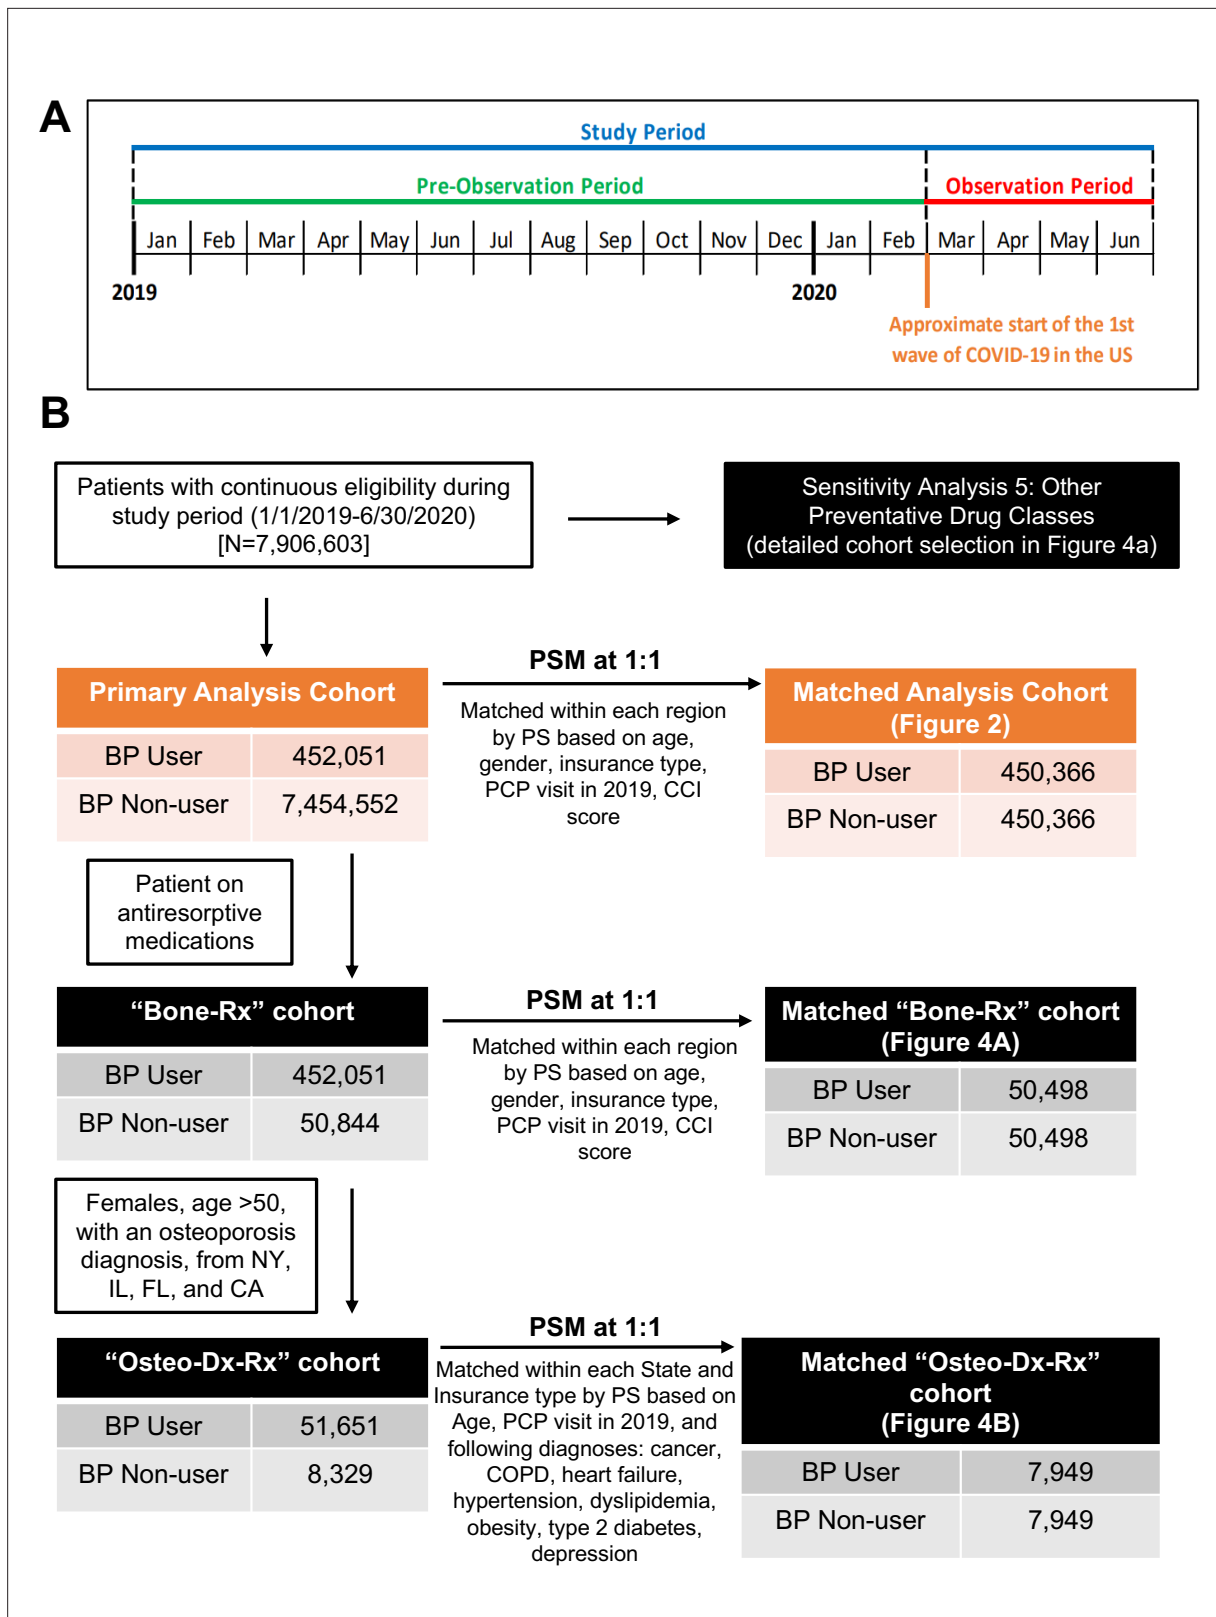 A
Study Period
Pre-Observation Period
Observation Period
Jan Feb Mar Apr May Jun Jul Aug Sep Oct Nov Dec Jan Feb Mar Apr May Jun
2019
2020
Approximate start of the 1st
wave of COVID-19 in the US
B
Patients with continuous eligibility during
study period (1/1/2019-6/30/2020)
[N=7,906,603]
Sensitivity Analysis 5: Other
Preventative Drug Classes
(detailed cohort selection in Figure 4a)
Primary Analysis Cohort
BP User 452,051
BP Non-user 7,454,552
PSM at 1:1
Matched within each region
by PS based on age,
gender, insurance type,
PCP visit in 2019, CCI
score
Matched Analysis Cohort
(Figure 2)
BP User 450,366
BP Non-user 450,366
Patient on
antiresorptive
medications
“Bone-Rx” cohort
BP User 452,051
BP Non-user 50,844
PSM at 1:1
Matched within each region
by PS based on age,
gender, insurance type,
PCP visit in 2019, CCI
score
Matched “Bone-Rx” cohort
(Figure 4A)
BP User 50,498
BP Non-user 50,498
Females, age >50,
with an osteoporosis
diagnosis, from NY,
IL, FL, and CA
“Osteo-Dx-Rx” cohort
BP User 51,651
BP Non-user 8,329
PSM at 1:1
Matched within each State and
Insurance type by PS based on
Age, PCP visit in 2019, and
following diagnoses: cancer,
COPD, heart failure,
hypertension, dyslipidemia,
obesity, type 2 diabetes,
depression
Matched “Osteo-Dx-Rx”
cohort
(Figure 4B)
BP User 7,949
BP Non-user 7,949